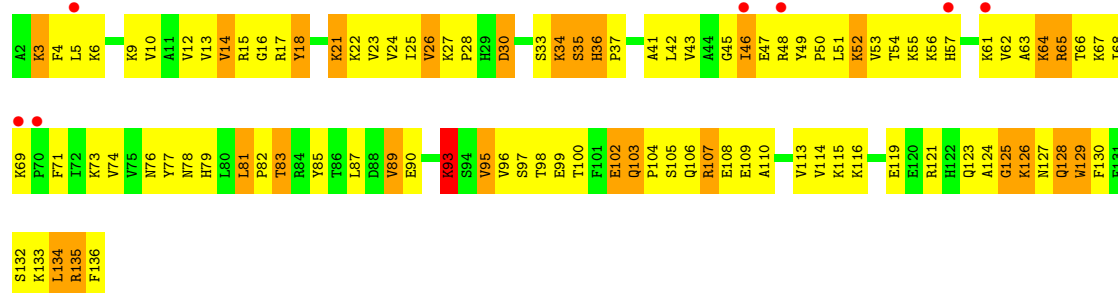 A2 K3 F4 L5 K6 K9 V10 A11 V12 V13 V14 R15 G16 R17 Y18 K21 K22 V23 V24 I25 V26 K27 P28 H29 D30 S33 K34 S35 H36 P37 A41 L42 V43 A44 G45 I46 E47 R48 Y49 P50 L51 K52 V53 T54 K55 K56 H57 K61 V62 A63 K64 R65 T66 K67 I68
K69 P70 F71 I72 K73 V74 V75 N76 Y77 N78 H79 L80 L81 P82 T83 R84 Y85 T86 L87 D88 V89 E90 K93 S94 V95 V96 S97 T98 E99 T100 F101 E102 Q103 P104 S105 Q106 R107 E108 E109 A110 V113 V114 K115 K116 E119 E120 R121 H122 Q123 A124 G125 K126 N127 Q128 W129 F130 F131
S132 K133 L134 R135 F136